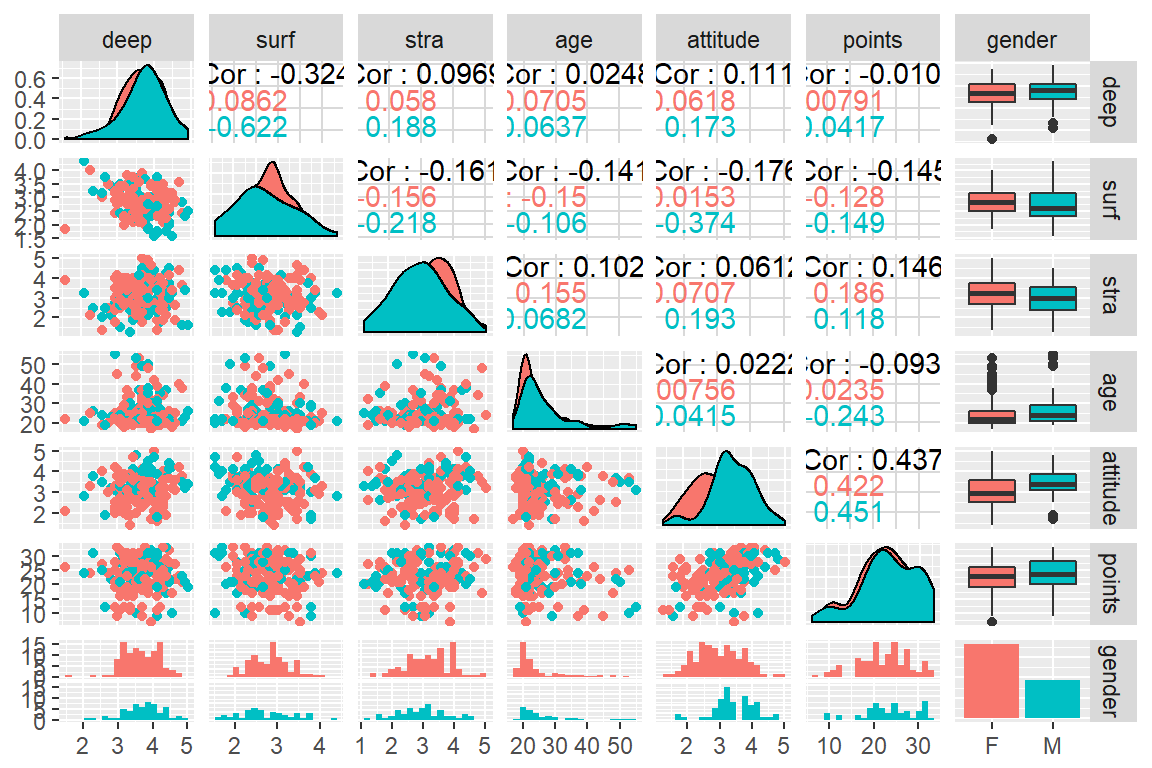 deep surf stra age attitude points gender
0.6
0.4
0.2
0.0
Cor : -0.324 Cor : 0.0969 Cor : 0.0248 Cor : 0.111 Cor : -0.010
0.0862 0.058 0.0705 0.0618 00791
-0.622 0.188 0.0637 0.173 0.0417
deep
4.0
3.5
3.0
2.5
2.0
1.5
Cor : -0.161 Cor : -0.141 Cor : -0.176 Cor : -0.145
-0.156 : -0.15 0.0153 -0.128
-0.218 -0.106 -0.374 -0.149
surf
5
4
3
2
Cor : 0.102 Cor : 0.0612 Cor : 0.146
0.155 0.0707 0.186
0.0682 0.193 0.118
stra
50
40
30
20
Cor : 0.0222 Cor : -0.093
00756 0.0235
0.0415 -0.243
age
5
4
3
2
Cor : 0.437
0.422
0.451
attitude
30
25
20
15
10
points
15
10
5
0
15
10
5
0
gender
2 3 4 5 2 3 4 1 2 3 4 5 20 30 40 50 2 3 4 5 10 20 30 F M